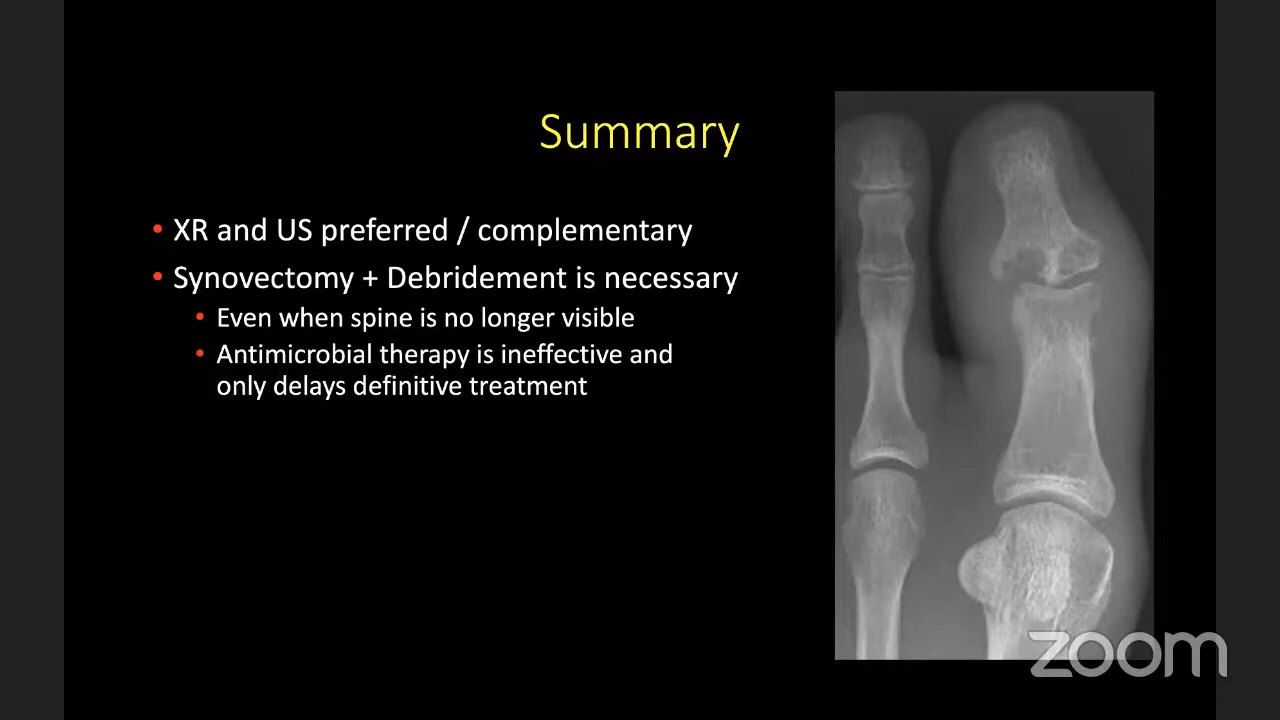 Summary
• XR and US preferred / complementary
• Synovectomy + Debridement is necessary
• Even when spine is no longer visible
• Antimicrobial therapy is ineffective and
only delays definitive treatment
zoom